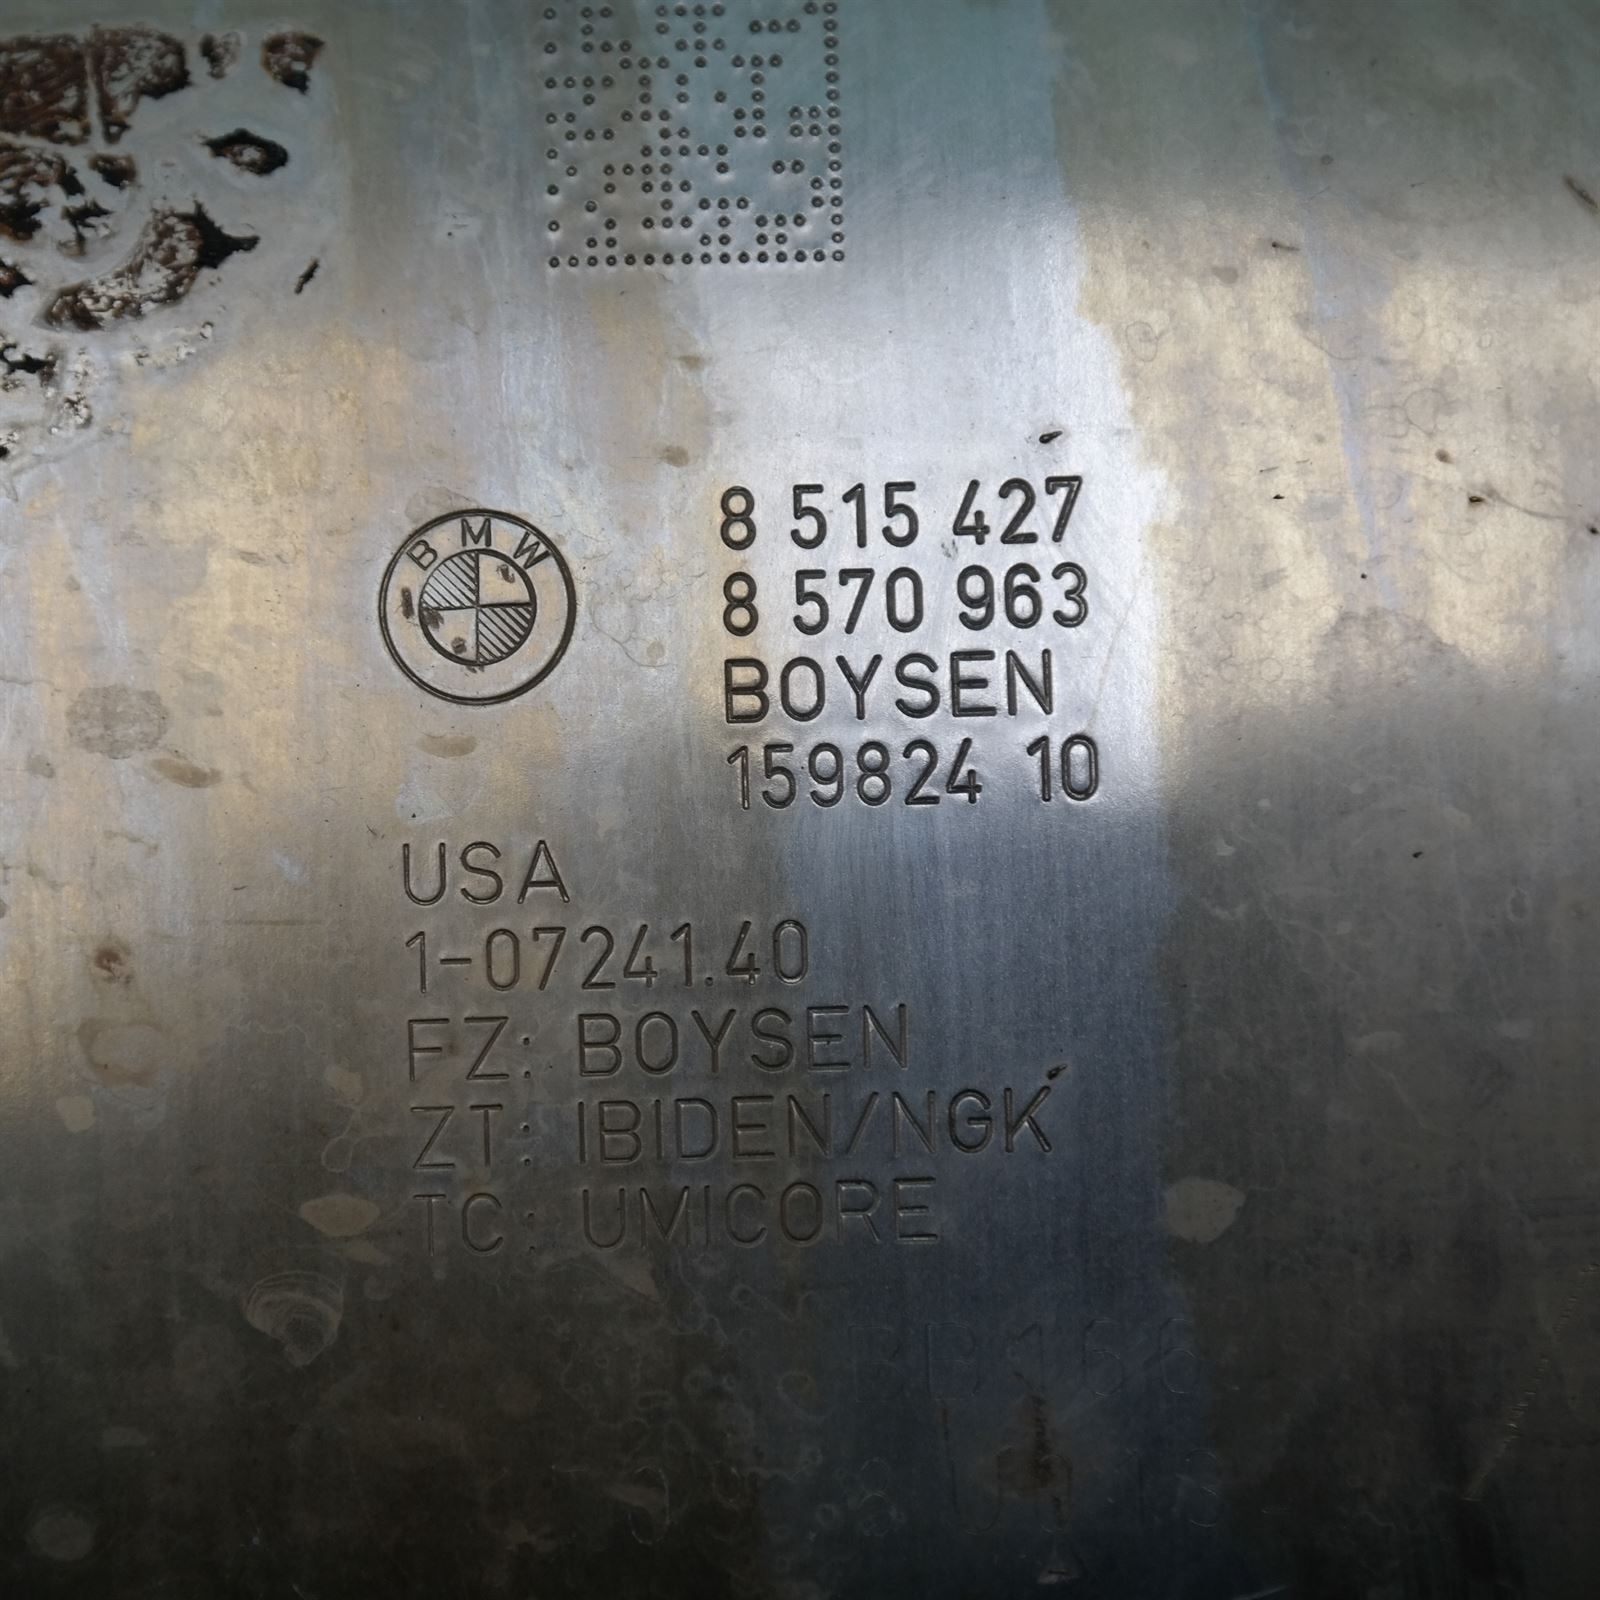 BMW
8 515 427
8 570 963
BOYSEN
159824 10
USA
1-07241.40
FZ: BOYSEN
ZT: IBIDEN/NGK
TC: UMICORE